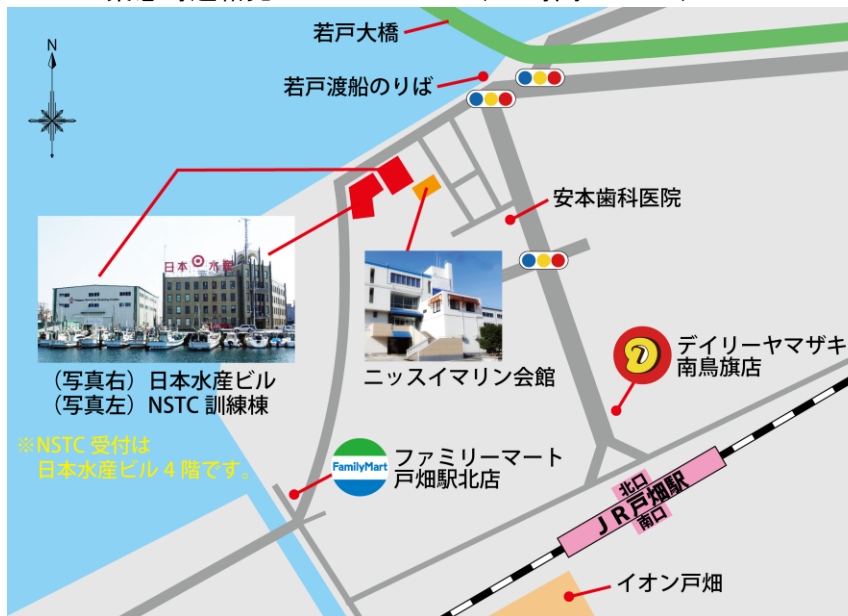 N
若戸大橋
若戸渡船のりば
安本歯科医院
日本水産
(写真右)日本水産ビル
(写真左)NSTC 訓練棟
ニッスイマリン会館
※NSTC 受付は
日本水産ビル 4 階です。
デイリーヤマザキ
南鳥旗店
FamilyMart
ファミリーマート
戸畑駅北店
北口
JR戸畑駅
南口
イオン戸畑